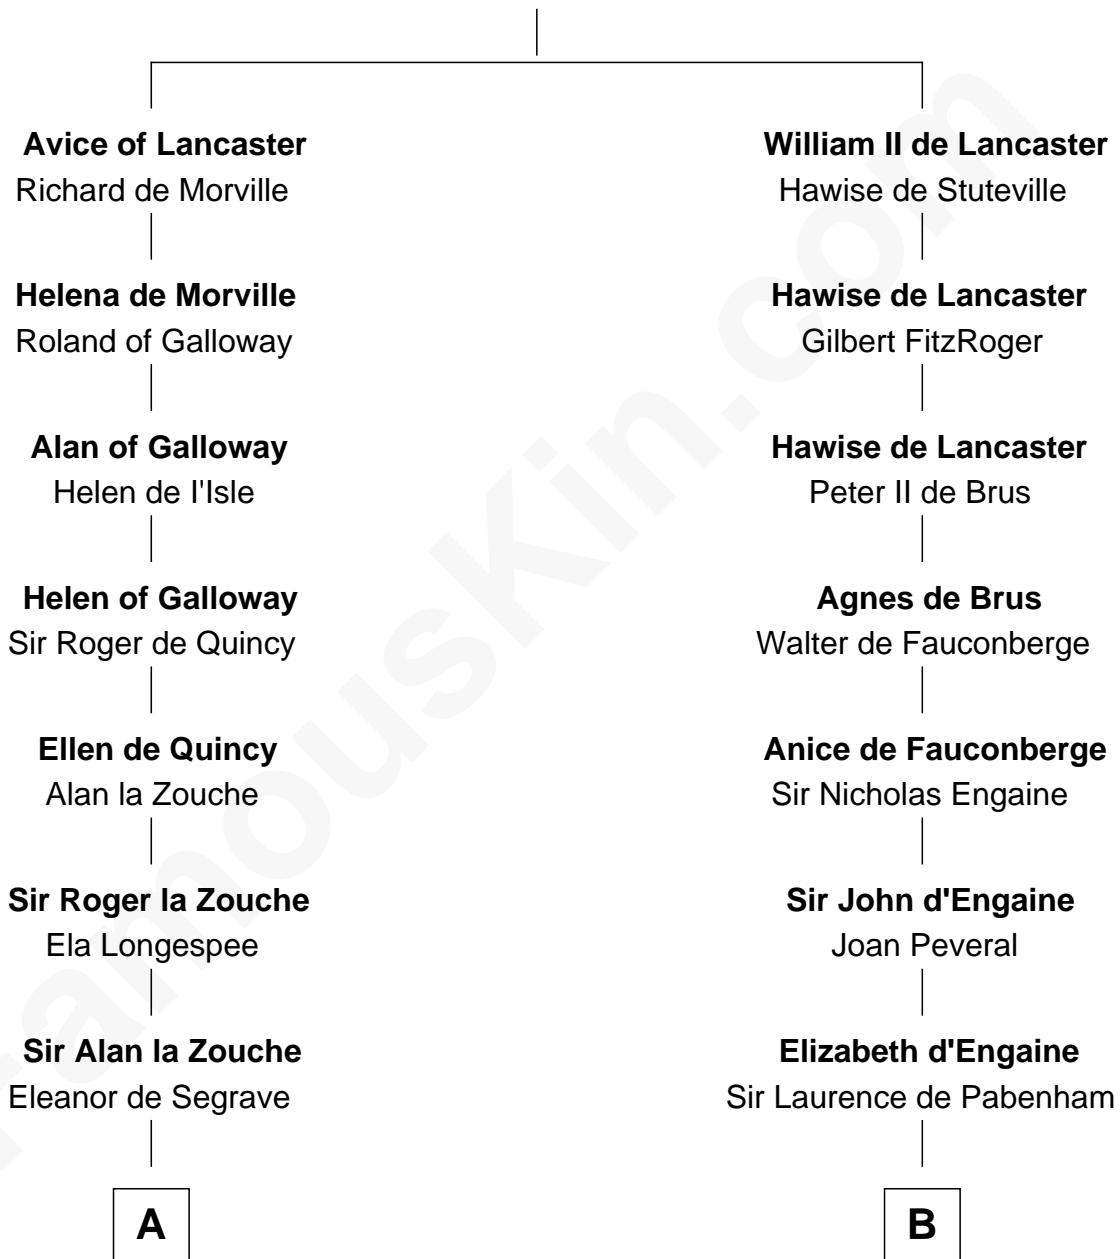 Avice of Lancaster
Richard de Morville
Helena de Morville
Roland of Galloway
Alan of Galloway
Helen de I'Isle
Helen of Galloway
Sir Roger de Quincy
Ellen de Quincy
Alan la Zouche
Sir Roger la Zouche
Ela Longespee
Sir Alan la Zouche
Eleanor de Segrave
A
William II de Lancaster
Hawise de Stuteville
Hawise de Lancaster
Gilbert FitzRoger
Hawise de Lancaster
Peter II de Brus
Agnes de Brus
Walter de Fauconberge
Anice de Fauconberge
Sir Nicholas Engaine
Sir John d'Engaine
Joan Peveral
Elizabeth d'Engaine
Sir Laurence de Pabenham
B
FamousKin.com